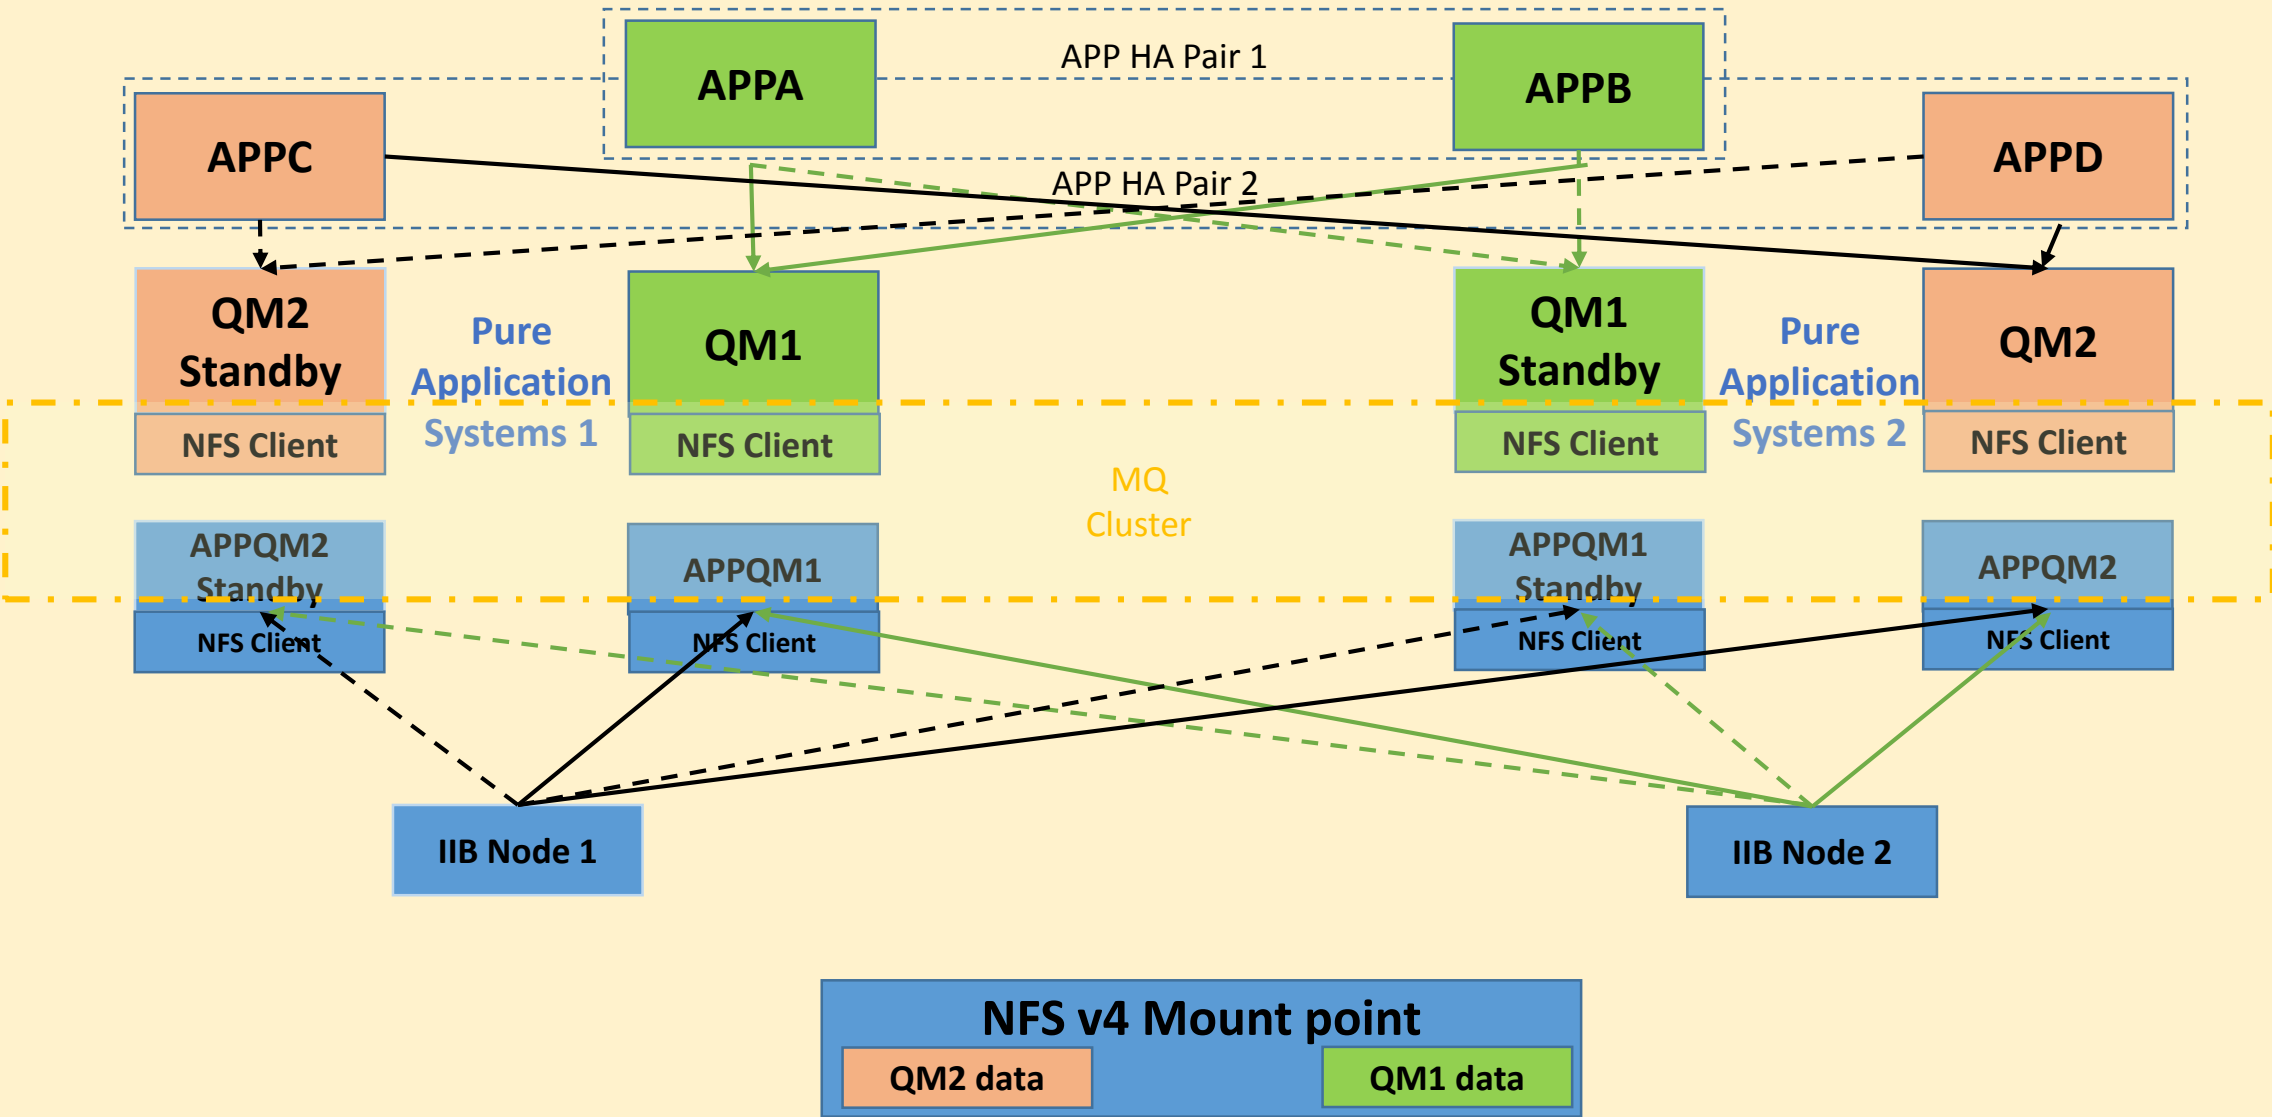 APP HA Pair 1
APPA
APPB
APPC
APPD
APP HA Pair 2
QM2
Standby
Pure
Application
Systems 1
QM1
QM1
Standby
Pure
Application
Systems 2
QM2
NFS Client
NFS Client
NFS Client
NFS Client
MQ
Cluster
APPQM2
Standby
APPQM1
APPQM1
Standby
APPQM2
NFS Client
NFS Client
NFS Client
NFS Client
IIB Node 1
IIB Node 2
NFS v4 Mount point
QM2 data
QM1 data